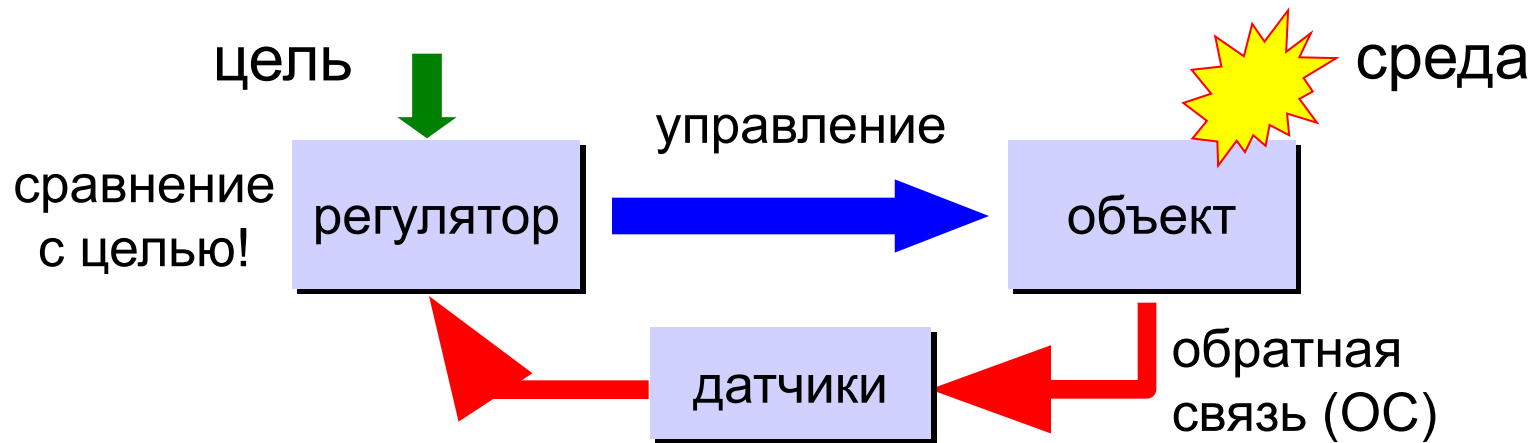 цель
среда
управление
сравнение
с целью!
регулятор
объект
датчики
обратная
связь (ОС)